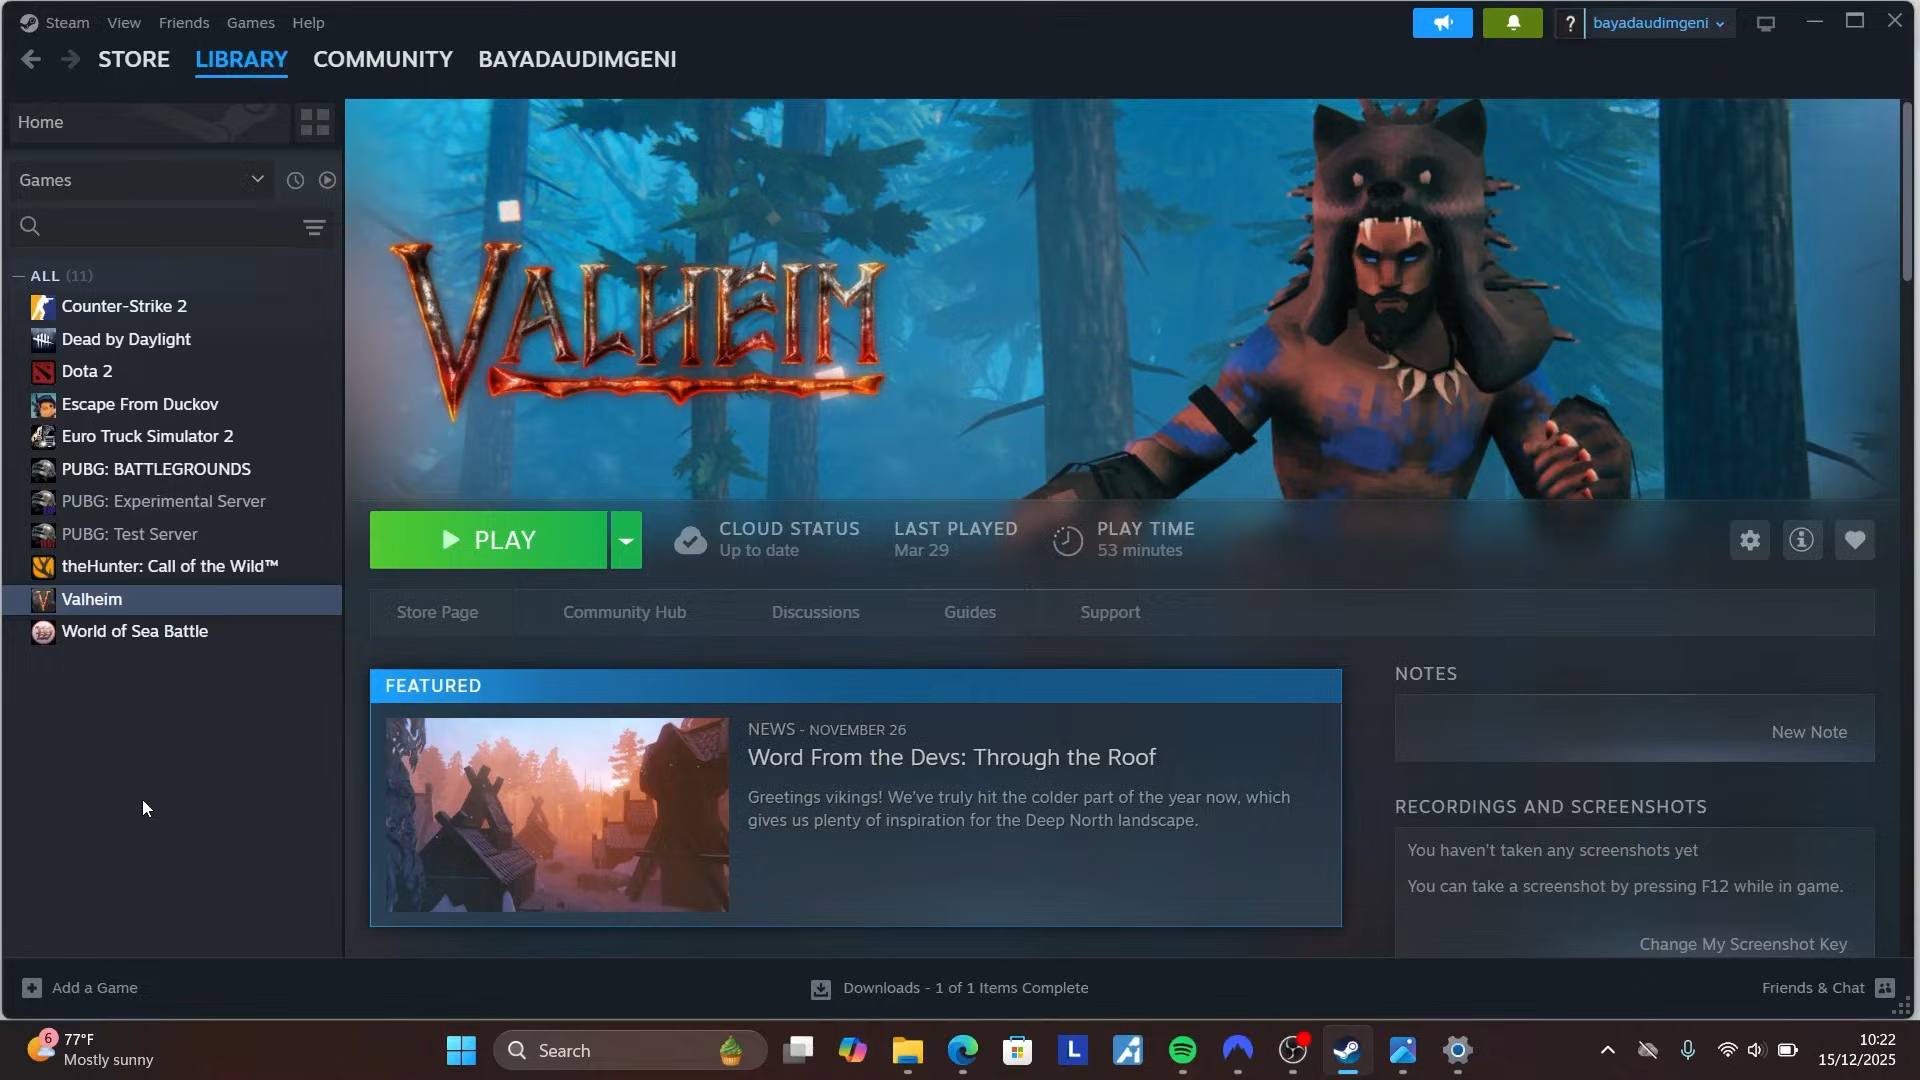 Steam View Friends Games Help
? bayadaudimgeni
STORE LIBRARY COMMUNITY BAYADAUDIMGENI
Home
Games
ALL (11)
Counter-Strike 2
Dead by Daylight
Dota 2
Escape From Duckov
Euro Truck Simulator 2
PUBG: BATTLEGROUNDS
PUBG: Experimental Server
PUBG: Test Server
theHunter: Call of the Wild™
Valheim
World of Sea Battle
VALHEIM
PLAY
CLOUD STATUS
Up to date
LAST PLAYED
Mar 29
PLAY TIME
53 minutes
Store Page Community Hub Discussions Guides Support
FEATURED
NEWS - NOVEMBER 26
Word From the Devs: Through the Roof
Greetings vikings! We've truly hit the colder part of the year now, which
gives us plenty of inspiration for the Deep North landscape.
NOTES
New Note
RECORDINGS AND SCREENSHOTS
You haven't taken any screenshots yet
You can take a screenshot by pressing F12 while in game.
Change My Screenshot Key
Add a Game
Downloads - 1 of 1 Items Complete
Friends & Chat
6
77°F
Mostly sunny
Search
L
10:22
15/12/2025